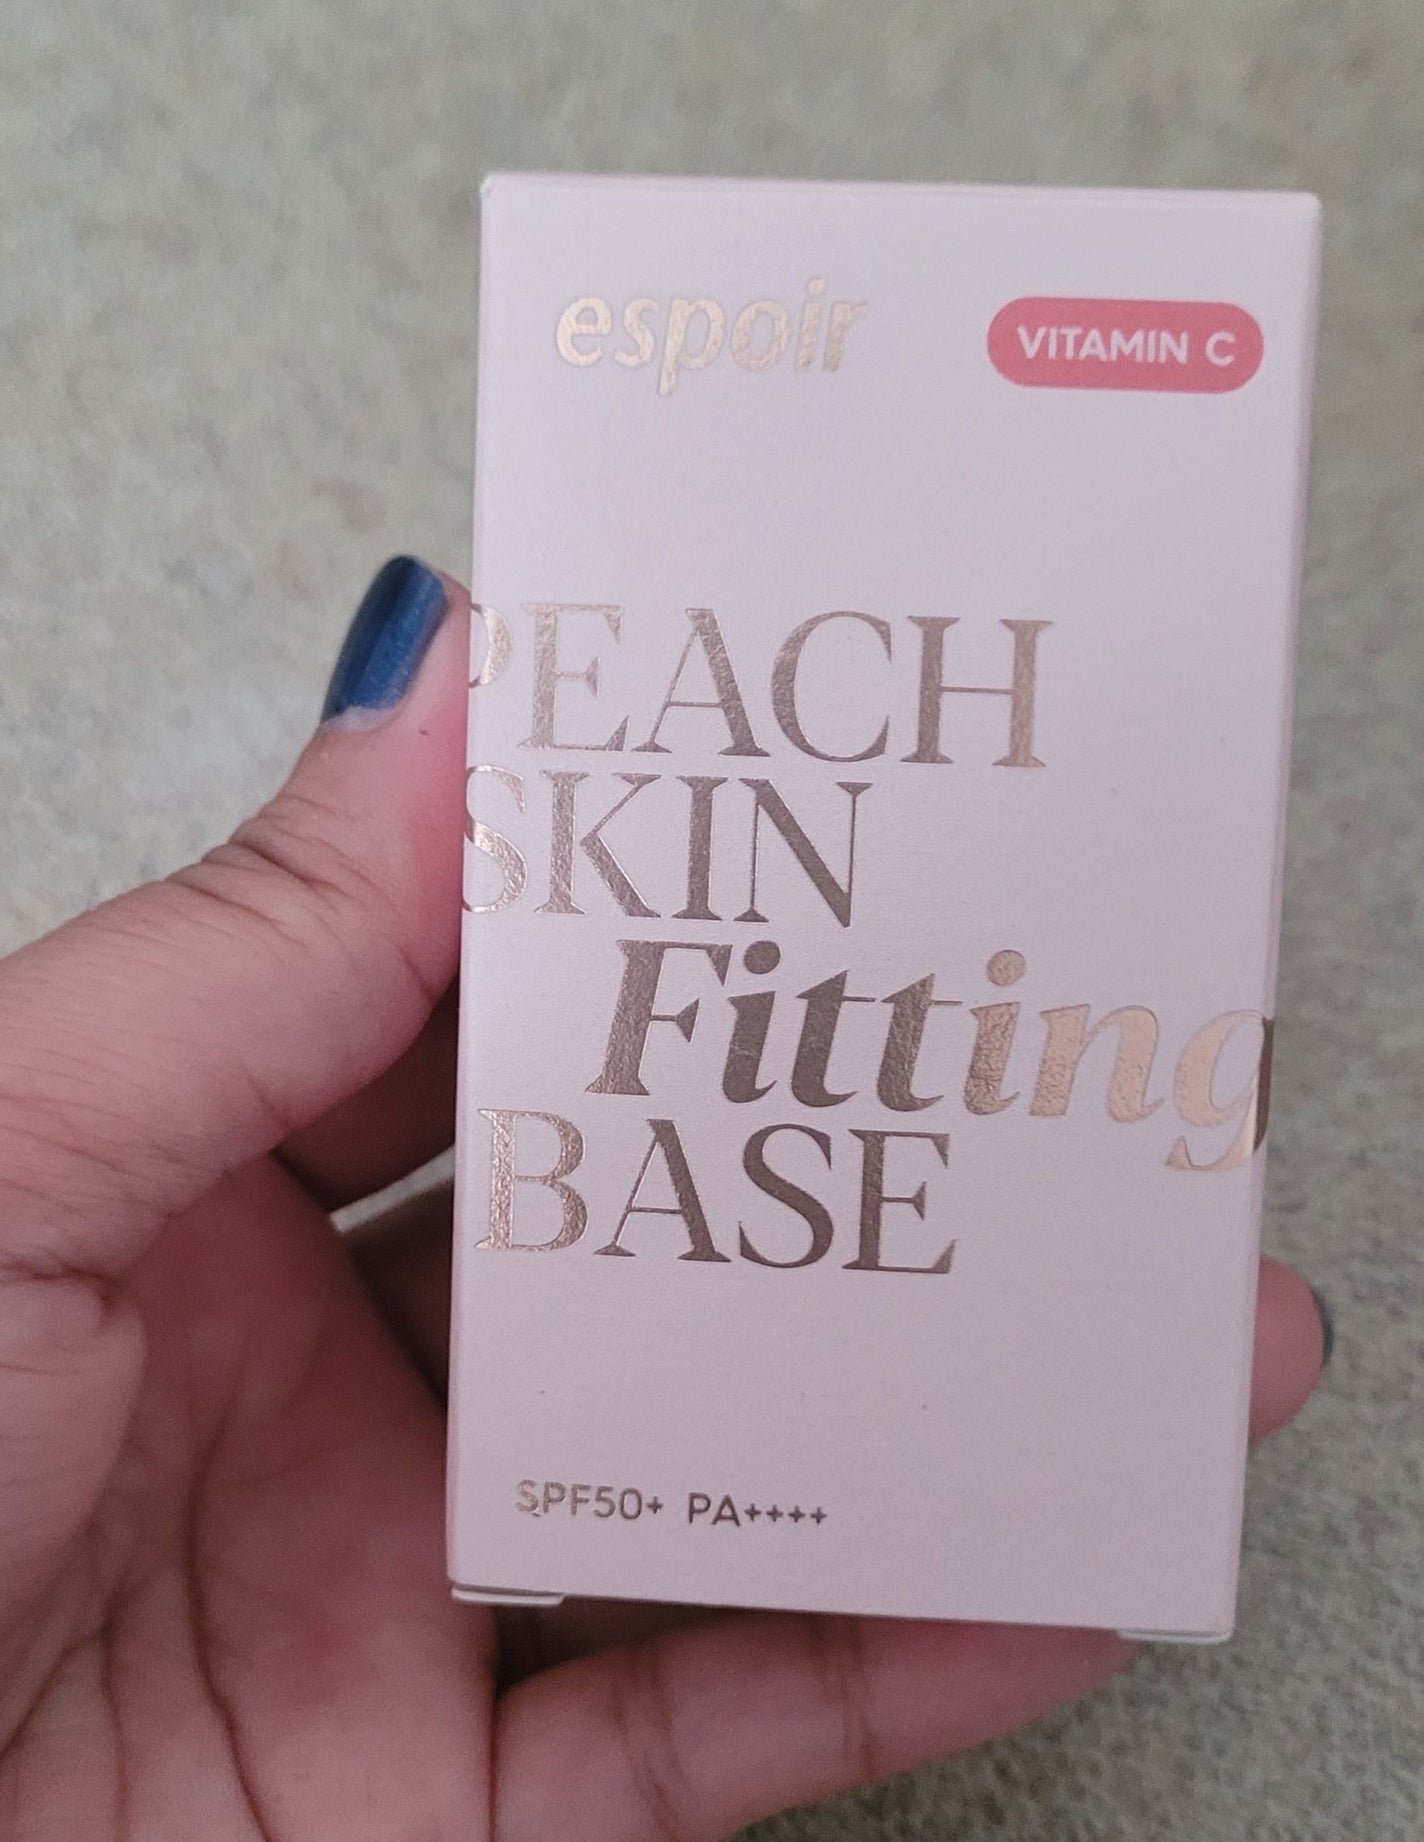 espoir
VITAMIN C
PEACH
SKIN
Fitting
BASE
SPF50+ PA++++